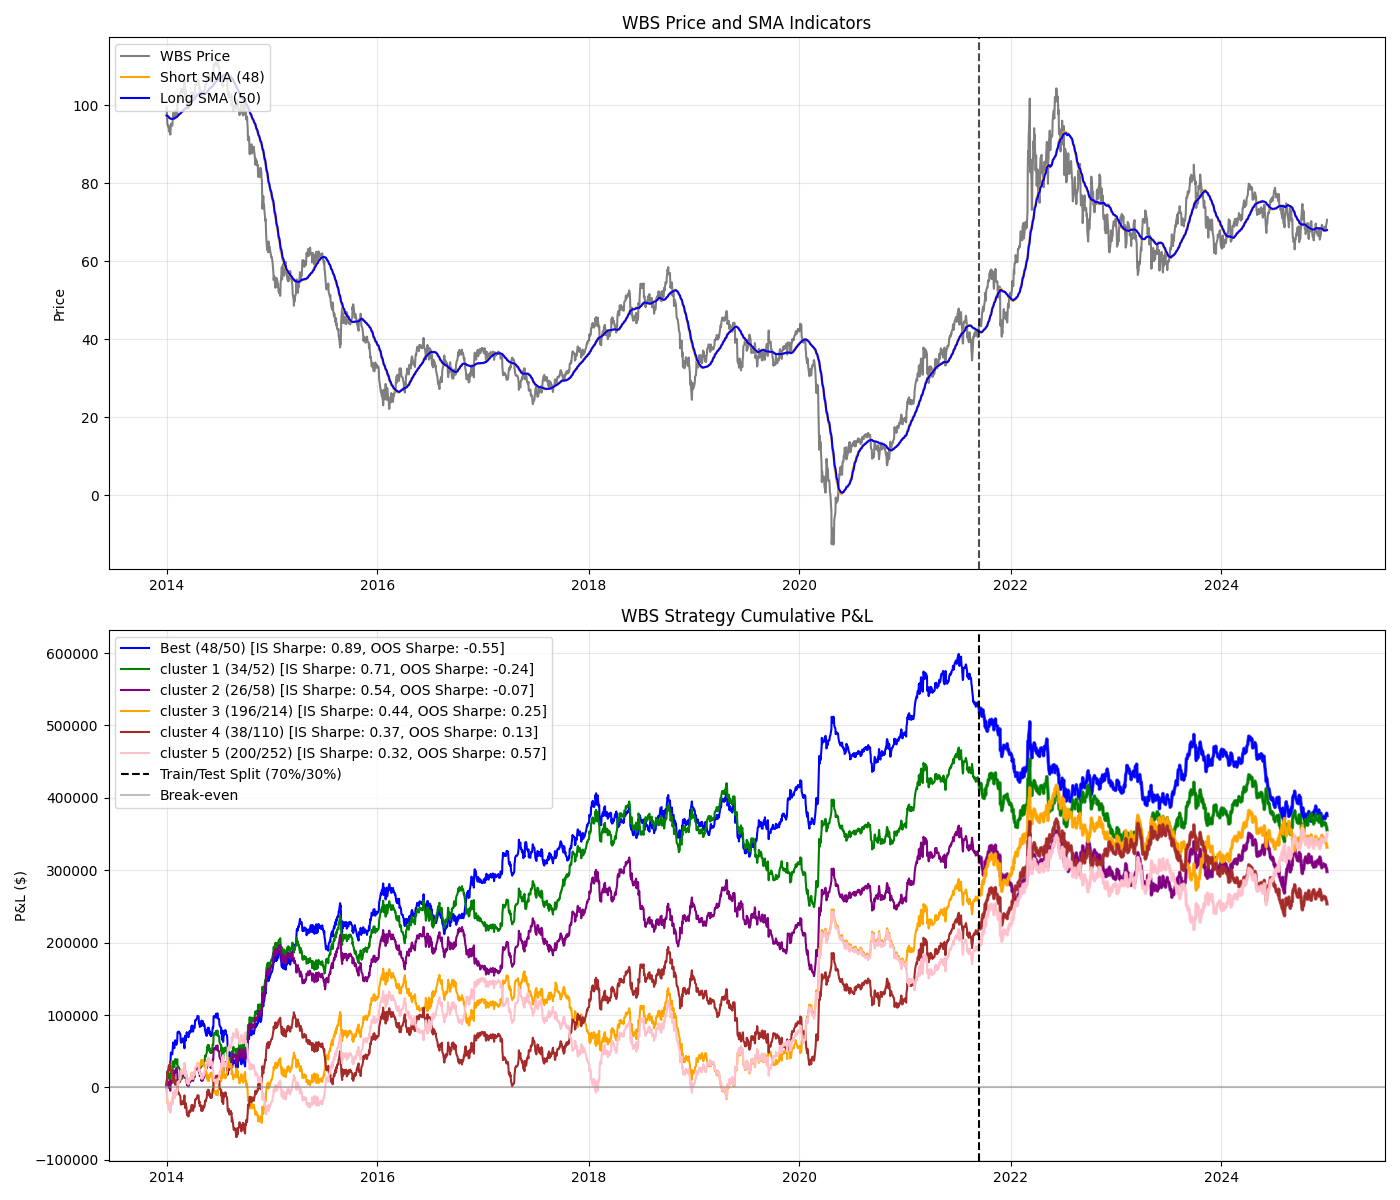 WBS Price and SMA Indicators
WBS Price
Short SMA (48)
Long SMA (50)
Price
100
80
60
40
20
0
2014
2016
2018
2020
2022
2024
WBS Strategy Cumulative P&L
Best (48/50) [IS Sharpe: 0.89, OOS Sharpe: -0.55]
cluster 1 (34/52) [IS Sharpe: 0.71, OOS Sharpe: -0.24]
cluster 2 (26/58) [IS Sharpe: 0.54, OOS Sharpe: -0.07]
cluster 3 (196/214) [IS Sharpe: 0.44, OOS Sharpe: 0.25]
cluster 4 (38/110) [IS Sharpe: 0.37, OOS Sharpe: 0.13]
cluster 5 (200/252) [IS Sharpe: 0.32, OOS Sharpe: 0.57]
Train/Test Split (70%/30%)
Break-even
P&L ($)
600000
500000
400000
300000
200000
100000
0
−100000
2014
2016
2018
2020
2022
2024